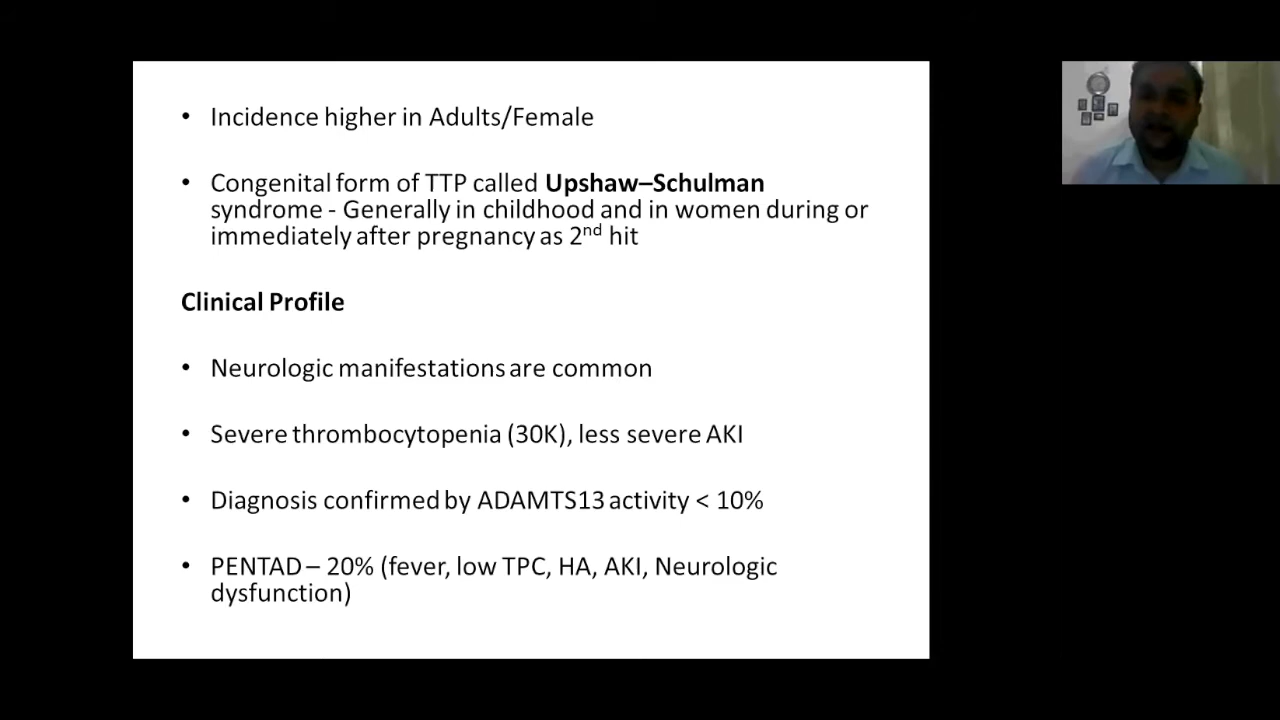 • Incidence higher in Adults/Female
• Congenital form of TTP called Upshaw–Schulman
syndrome - Generally in childhood and in women during or
immediately after pregnancy as 2nd hit
Clinical Profile
• Neurologic manifestations are common
• Severe thrombocytopenia (30K), less severe AKI
• Diagnosis confirmed by ADAMTS13 activity < 10%
• PENTAD – 20% (fever, low TPC, HA, AKI, Neurologic
dysfunction)